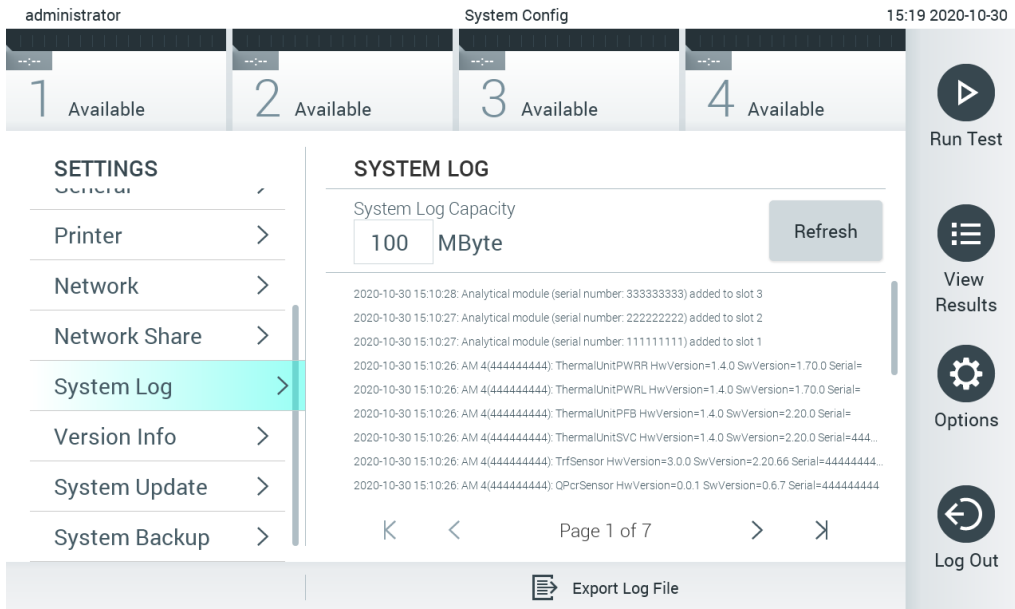 administrator
System Config
15:19 2020-10-30
--:--
--:--
--:--
--:--
1 Available
2 Available
3 Available
4 Available
Run Test
View
Results
Options
Log Out
SETTINGS
General
Printer
Network
Network Share
System Log
Version Info
System Update
System Backup
SYSTEM LOG
System Log Capacity
100 MByte
Refresh
2020-10-30 15:10:28: Analytical module (serial number: 333333333) added to slot 3
2020-10-30 15:10:27: Analytical module (serial number: 222222222) added to slot 2
2020-10-30 15:10:27: Analytical module (serial number: 111111111) added to slot 1
2020-10-30 15:10:26: AM 4(444444444): ThermalUnitPWRR HwVersion=1.4.0 SwVersion=1.70.0 Serial=
2020-10-30 15:10:26: AM 4(444444444): ThermalUnitPWRL HwVersion=1.4.0 SwVersion=1.70.0 Serial=
2020-10-30 15:10:26: AM 4(444444444): ThermalUnitPFB HwVersion=1.4.0 SwVersion=2.20.0 Serial=
2020-10-30 15:10:26: AM 4(444444444): ThermalUnitSVC HwVersion=1.4.0 SwVersion=2.20.0 Serial=444...
2020-10-30 15:10:26: AM 4(444444444): TrfSensor HwVersion=3.0.0 SwVersion=2.20.66 Serial=44444444...
2020-10-30 15:10:26: AM 4(444444444): QPcrSensor HwVersion=0.0.1 SwVersion=0.6.7 Serial=444444444
Page 1 of 7
Export Log File